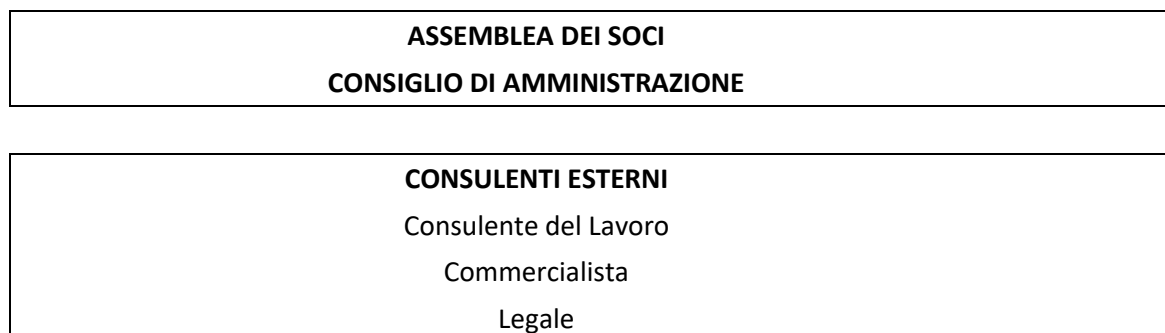 ASSEMBLEA DEI SOCI
CONSIGLIO DI AMMINISTRAZIONE
CONSULENTI ESTERNI
Consulente del Lavoro
Commercialista
Legale